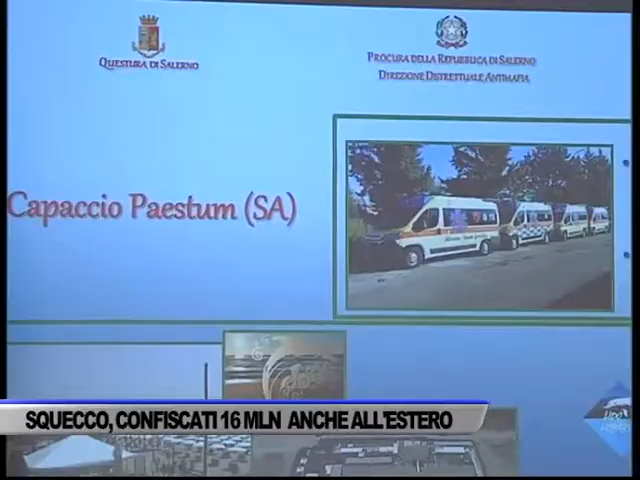 QUESTURA DI SALERNO
PROCURA DELLA REPUBBLICA DI SALERNO
DIREZIONE DISTRETTUALE ANTIMAFIA
Capaccio Paestum (SA)
SQUECCO, CONFISCATI 16 MLN ANCHE ALL'ESTERO